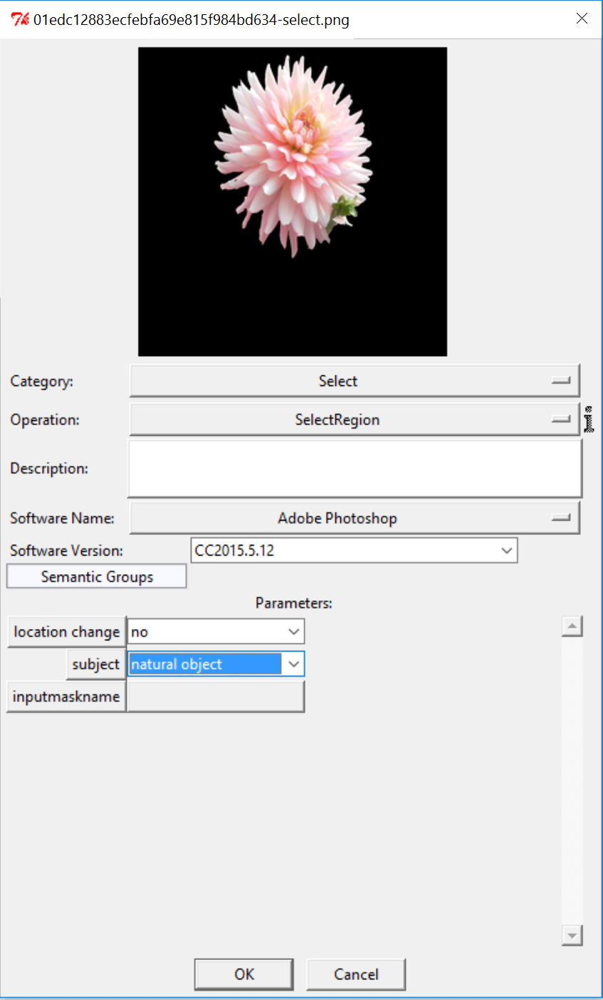 01edc12883ecfebfa69e815f984bd634-select.png
Category: Select
Operation: SelectRegion
Description:
Software Name: Adobe Photoshop
Software Version: CC2015.5.12
Semantic Groups
Parameters:
location change no
subject natural object
inputmaskname
OK Cancel